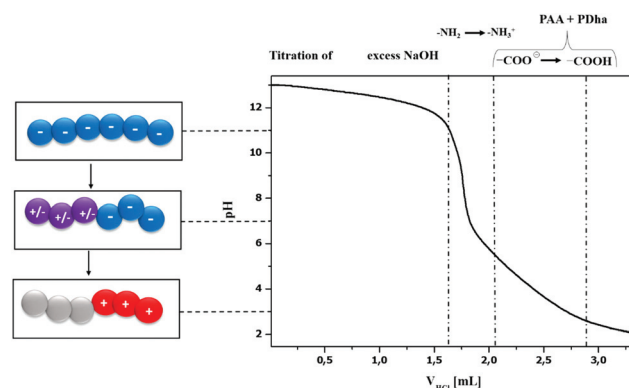 PAA + PDha
-NH₂ → -NH₃⁺
Titration of excess NaOH
-COO⊖ → -COOH
12
10
8
6
4
2
pH
- - - - - -
+/- +/- +/- - - -
+ + +
0,5 1,0 1,5 2,0 2,5 3,0
V_HCl [mL]